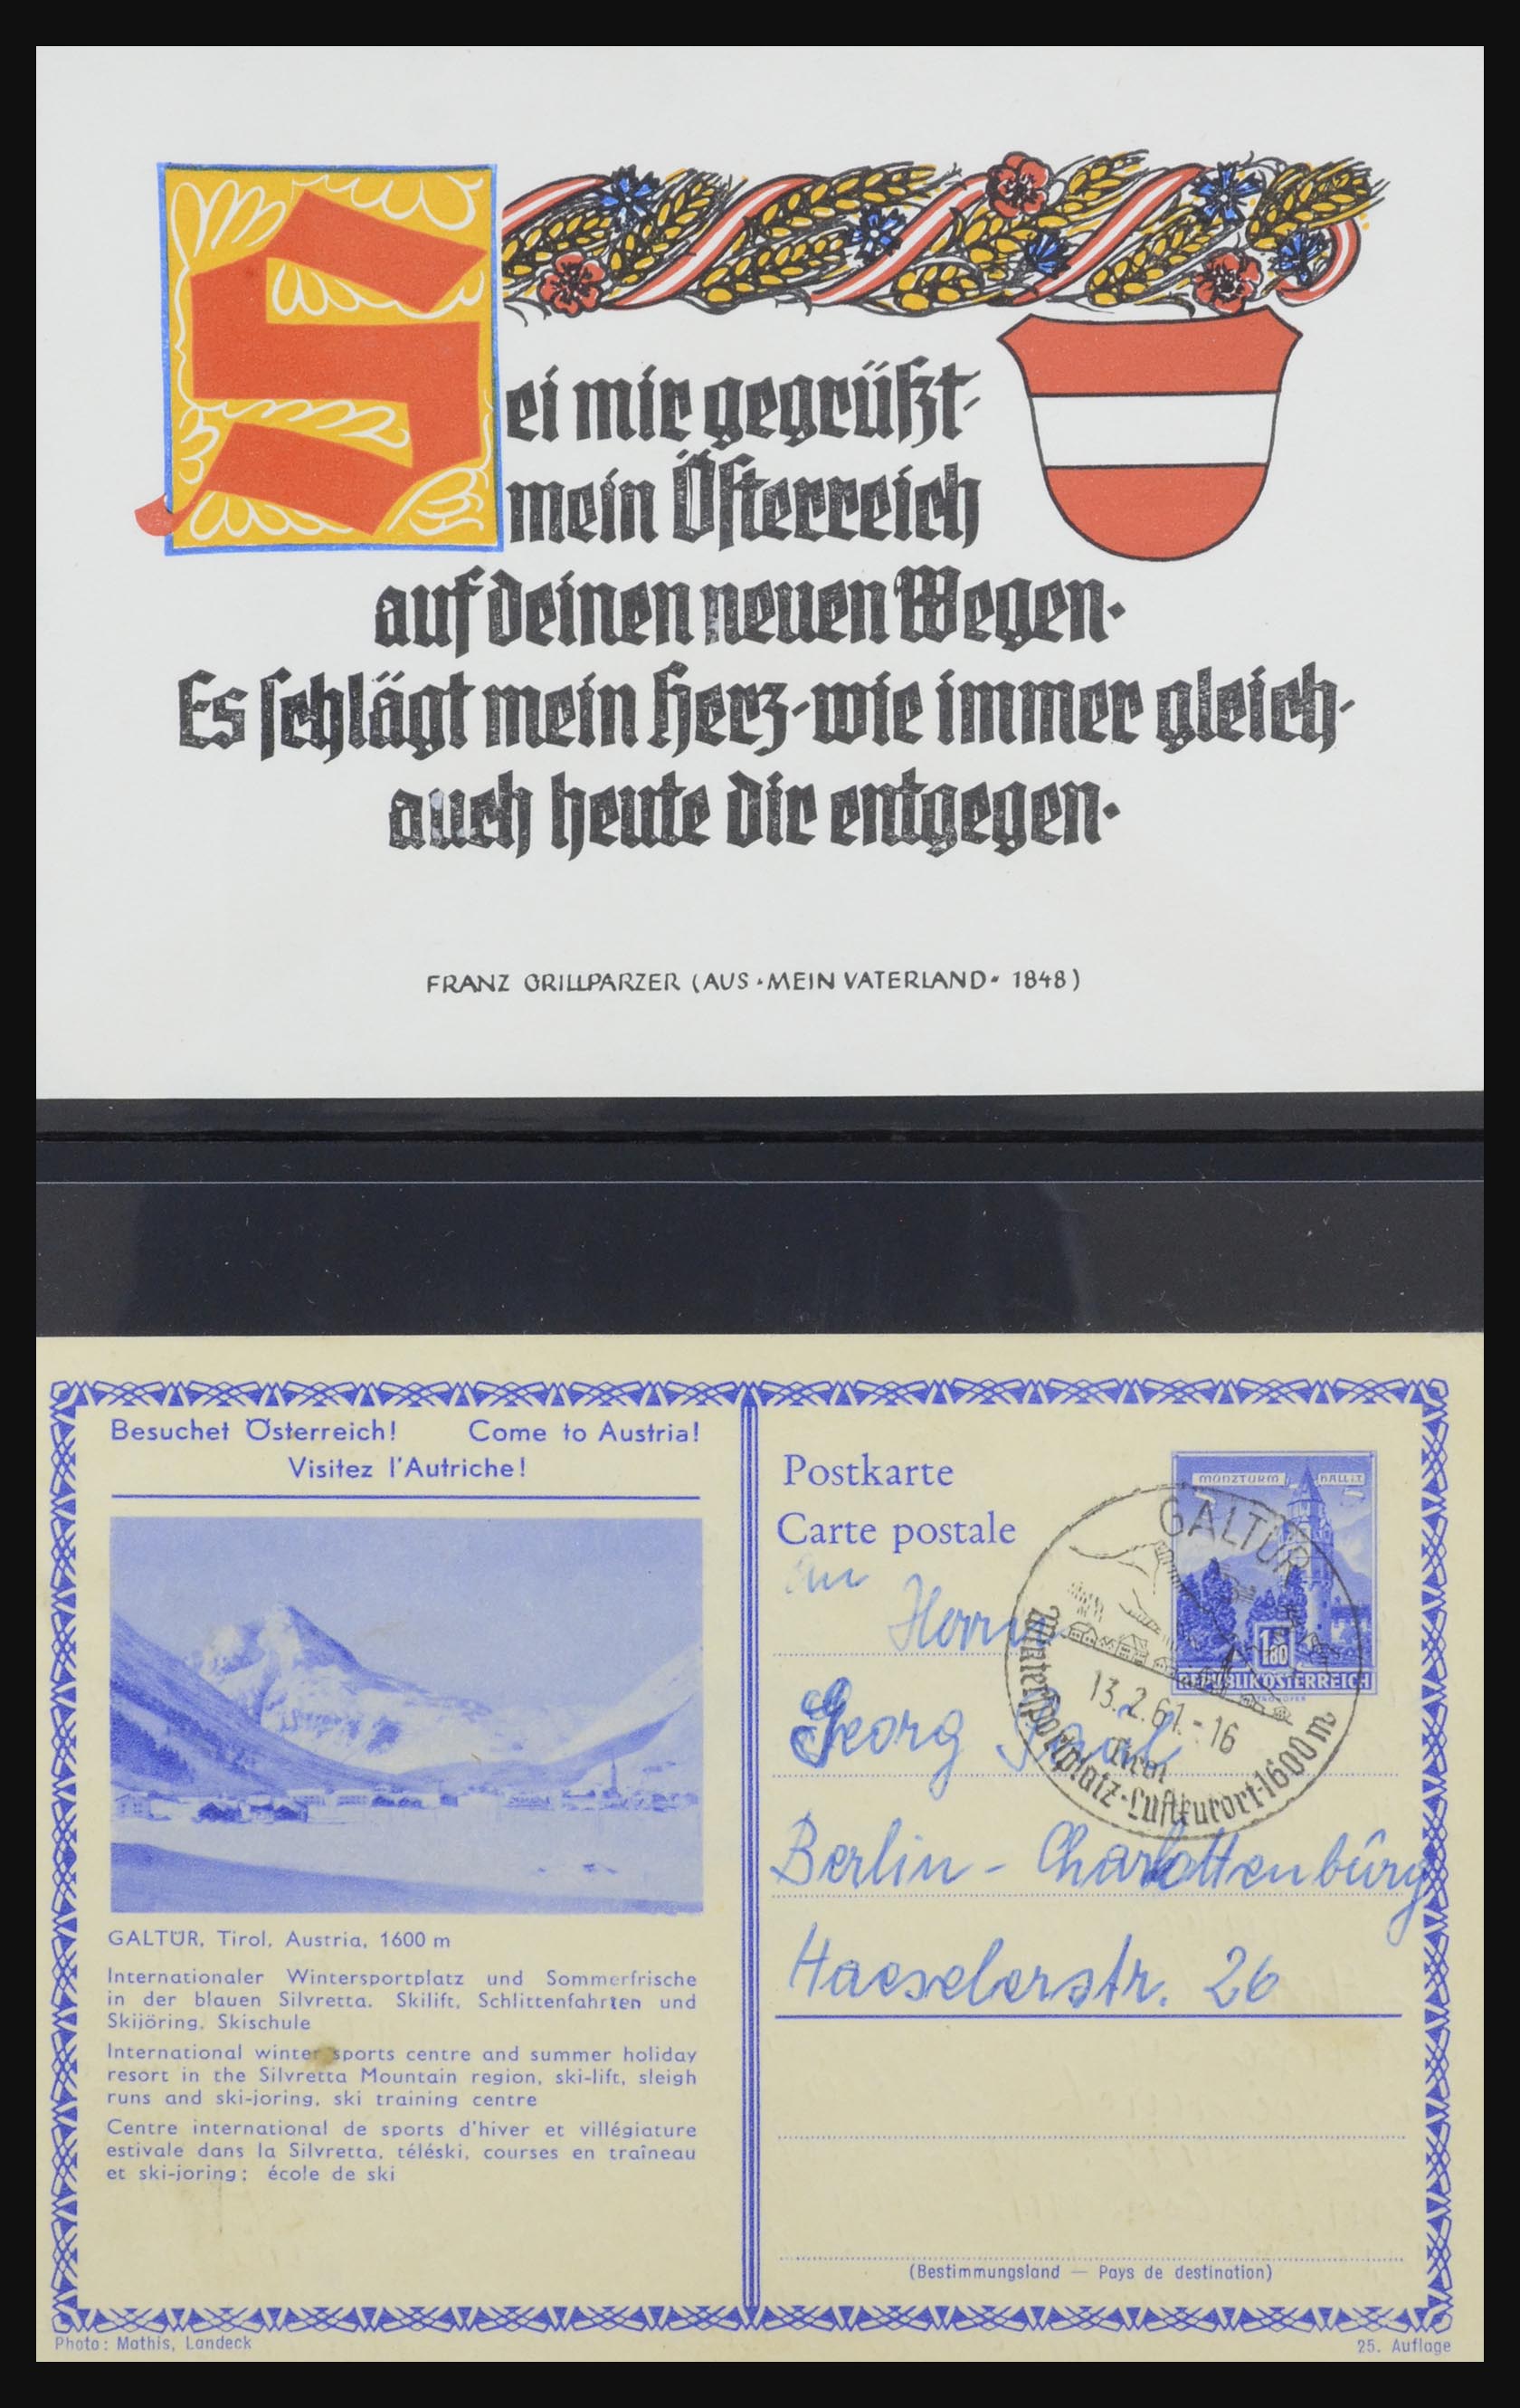 Sei mir gegrüßt-
mein Österreich
auf deinen neuen Wegen·
Es schlägt mein Herz-wie immer gleich-
auch heute dir entgegen·
FRANZ GRILLPARZER (AUS "MEIN VATERLAND" 1848)
Besuchet Österreich! Come to Austria!
Visitez l'Autriche!
GALTÜR, Tirol, Austria, 1600 m
Internationaler Wintersportplatz und Sommerfrische
in der blauen Silvretta. Skilift, Schlittenfahrten und
Skijöring. Skischule
International winter sports centre and summer holiday
resort in the Silvretta Mountain region, ski-lift, sleigh
runs and ski-joring, ski training centre
Centre international de sports d'hiver et villégiature
estivale dans la Silvretta, téléski, courses en traîneau
et ski-joring; école de ski
Photo: Mathis, Landeck
Postkarte
Carte postale
MÜNZTURM HALL i.T.
1.80
REPUBLIK ÖSTERREICH
GALTÜR
13.2.61.-16
Tirol
Wintersportplatz-Luftkurort·1600 m
An
Herrn
Georg
Berlin - Charlottenburg
Haeselerstr. 26
(Bestimmungsland — Pays de destination)
25. Auflage